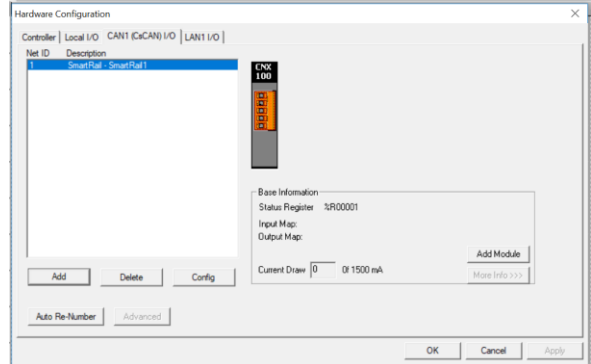 Hardware Configuration
Controller Local I/O CAN1 (CsCAN) I/O LAN1 I/O
Net ID Description
1 SmartRail - SmartRail1
CNX
100
Base Information
Status Register %R00001
Input Map:
Output Map:
Add Module
Current Draw 0 Of 1500 mA
More Info >>>
Add Delete Config
Auto Re-Number Advanced
OK Cancel Apply